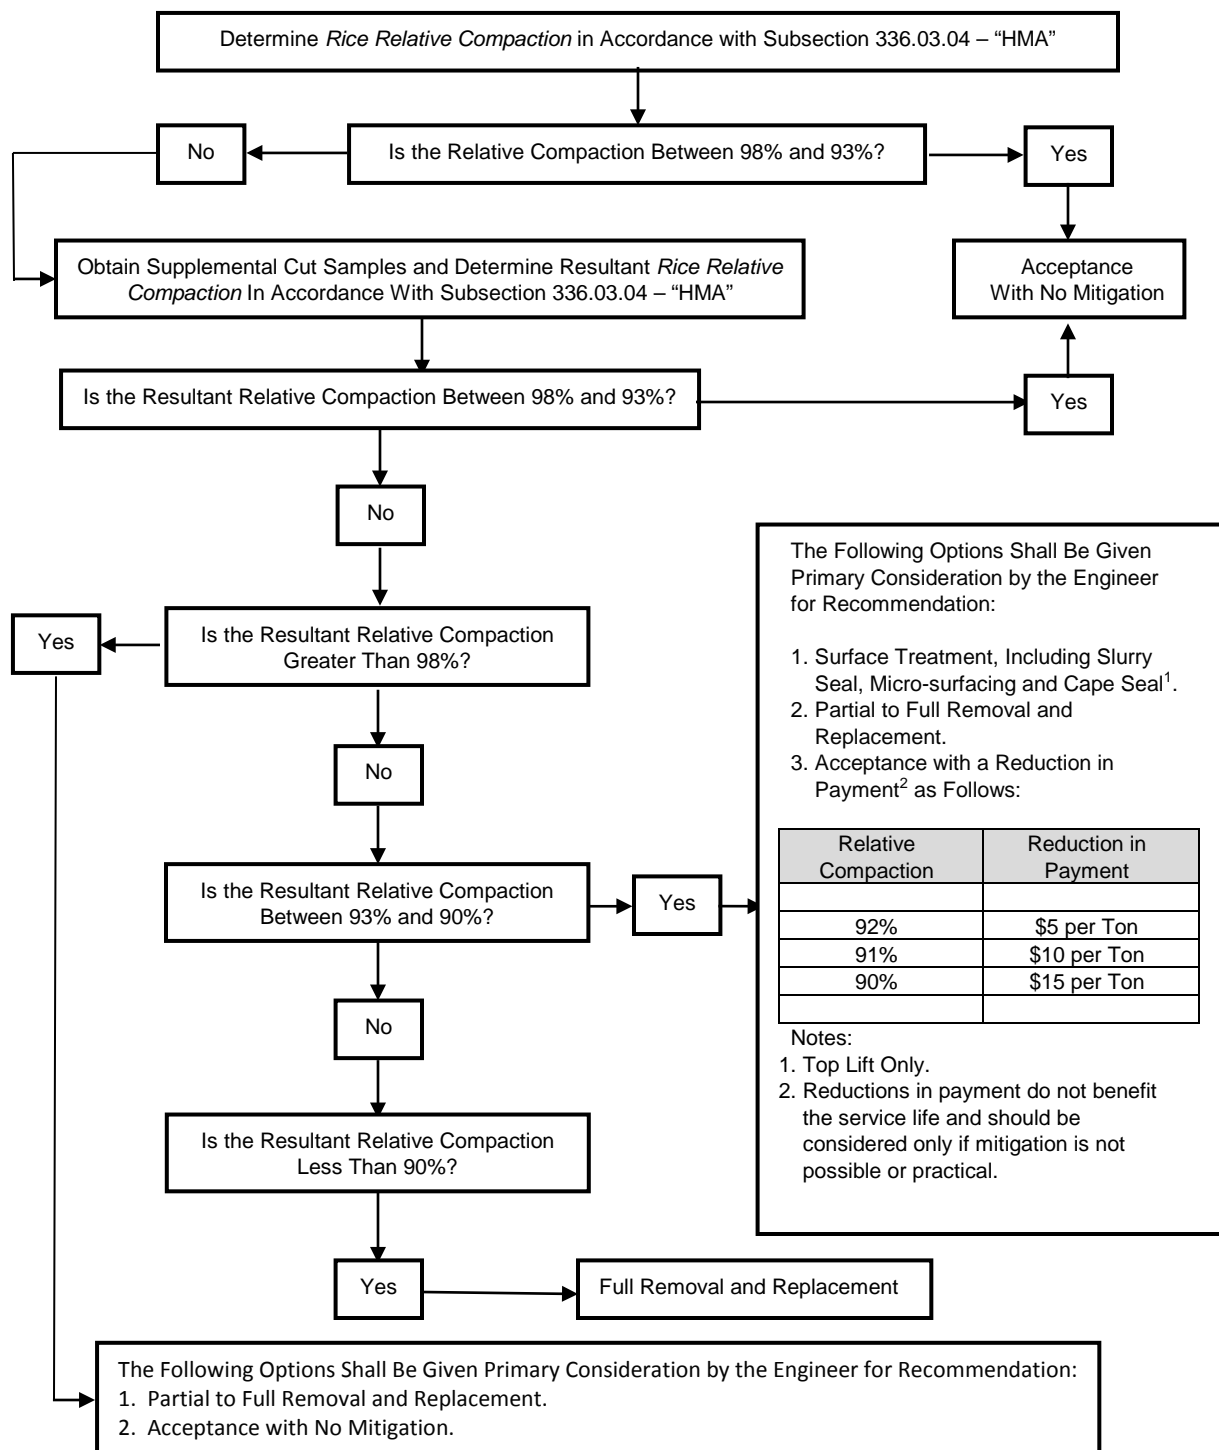 Determine Rice Relative Compaction in Accordance with Subsection 336.03.04 – “HMA”
No
Is the Relative Compaction Between 98% and 93%?
Yes
Obtain Supplemental Cut Samples and Determine Resultant Rice Relative
Compaction In Accordance With Subsection 336.03.04 – “HMA”
Acceptance
With No Mitigation
Is the Resultant Relative Compaction Between 98% and 93%?
Yes
No
Yes
Is the Resultant Relative Compaction
Greater Than 98%?
No
Is the Resultant Relative Compaction
Between 93% and 90%?
Yes
The Following Options Shall Be Given
Primary Consideration by the Engineer
for Recommendation:
1. Surface Treatment, Including Slurry
Seal, Micro-surfacing and Cape Seal1.
2. Partial to Full Removal and
Replacement.
3. Acceptance with a Reduction in
Payment2 as Follows:
Relative
Compaction
Reduction in
Payment
92% $5 per Ton
91% $10 per Ton
90% $15 per Ton
Notes:
1. Top Lift Only.
2. Reductions in payment do not benefit
the service life and should be
considered only if mitigation is not
possible or practical.
No
Is the Resultant Relative Compaction
Less Than 90%?
Yes
Full Removal and Replacement
The Following Options Shall Be Given Primary Consideration by the Engineer for Recommendation:
1. Partial to Full Removal and Replacement.
2. Acceptance with No Mitigation.